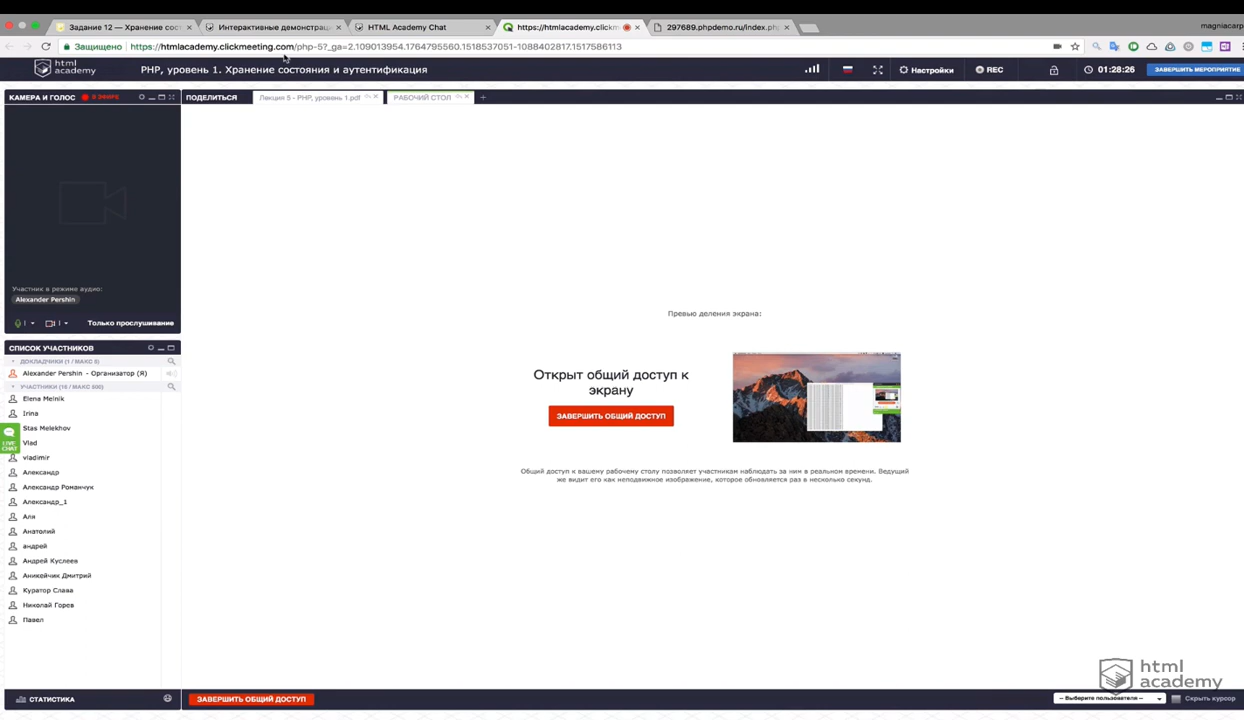 Задание 12 — Хранение сост
Интерактивные демонстрац
HTML Academy Chat
https://htmlacademy.clickm
297689.phpdemo.ru/index.ph
magniacarp
Защищено
https://htmlacademy.clickmeeting.com/php-5?_ga=2.109013954.1764795560.1518537051-1088402817.1517586113
html
academy
PHP, уровень 1. Хранение состояния и аутентификация
Настройки
REC
01:28:26
ЗАВЕРШИТЬ МЕРОПРИЯТИЕ
КАМЕРА И ГОЛОС
В ЭФИРЕ
ПОДЕЛИТЬСЯ
Лекция 5 - PHP, уровень 1.pdf
РАБОЧИЙ СТОЛ
Участник в режиме аудио:
Alexander Pershin
Только прослушивание
СПИСОК УЧАСТНИКОВ
ДОКЛАДЧИКИ (1 / МАКС 5)
Alexander Pershin - Организатор (Я)
УЧАСТНИКИ (16 / МАКС 500)
Elena Melnik
Irina
Stas Melekhov
Vlad
vladimir
Александр
Александр Романчук
Александр_1
Аля
Анатолий
андрей
Андрей Куслеев
Аникейчик Дмитрий
Куратор Слава
Николай Горев
Павел
LIVE
CHAT
Превью деления экрана:
Открыт общий доступ к
экрану
ЗАВЕРШИТЬ ОБЩИЙ ДОСТУП
Общий доступ к вашему рабочему столу позволяет участникам наблюдать за ним в реальном времени. Ведущий
же видит его как неподвижное изображение, которое обновляется раз в несколько секунд.
html
academy
СТАТИСТИКА
ЗАВЕРШИТЬ ОБЩИЙ ДОСТУП
-- Выберите пользователя --
Скрыть курсор